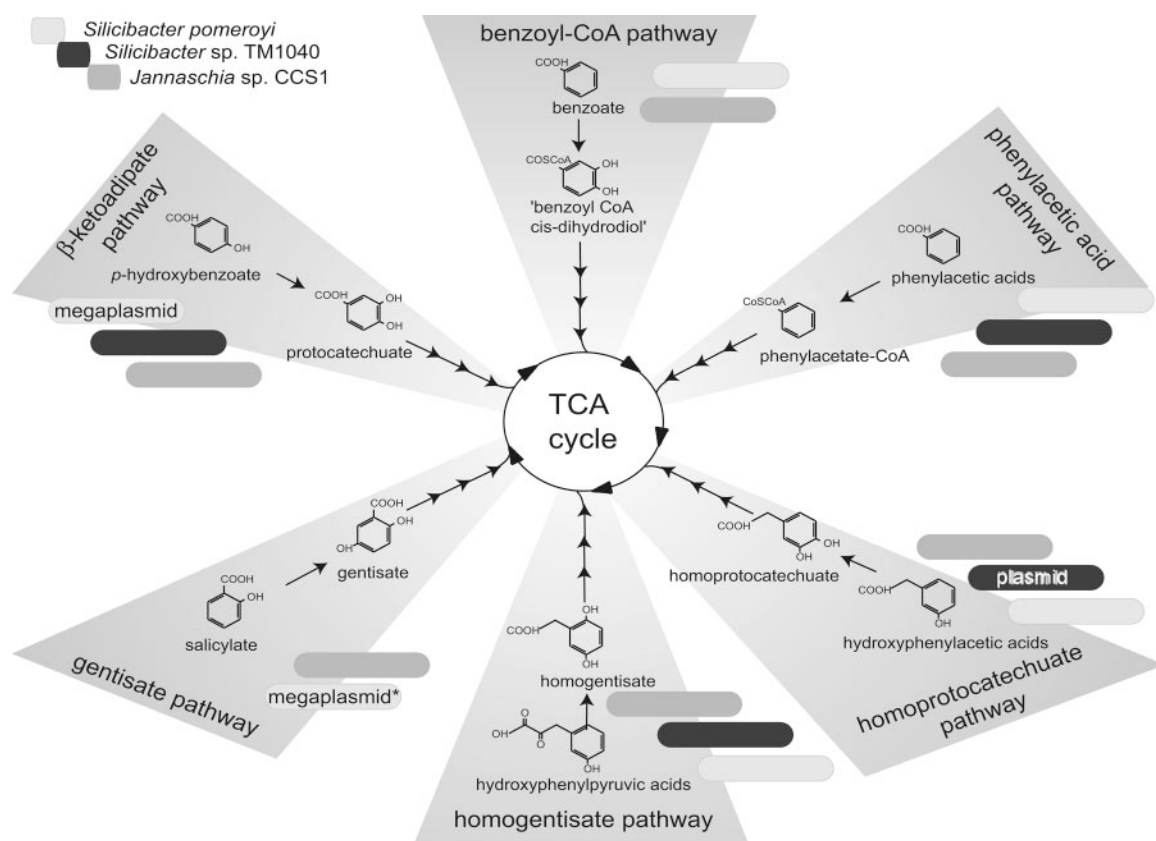 Silicibacter pomeroyi
Silicibacter sp. TM1040
Jannaschia sp. CCS1
benzoyl-CoA pathway
COOH
benzoate
COSCoA
OH
OH
'benzoyl CoA
cis-dihydrodiol'
β-ketoadipate
pathway
COOH
OH
p-hydroxybenzoate
megaplasmid
COOH
OH
OH
protocatechuate
phenylacetic acid
pathway
COOH
phenylacetic acids
CoSCoA
phenylacetate-CoA
TCA
cycle
COOH
OH
OH
gentisate
COOH
OH
salicylate
gentisate pathway
megaplasmid*
OH
COOH
OH
homogentisate
O
OH
O
OH
hydroxyphenylpyruvic acids
homogentisate pathway
COOH
OH
OH
homoprotocatechuate
plasmid
COOH
OH
hydroxyphenylacetic acids
homoprotocatechuate
pathway